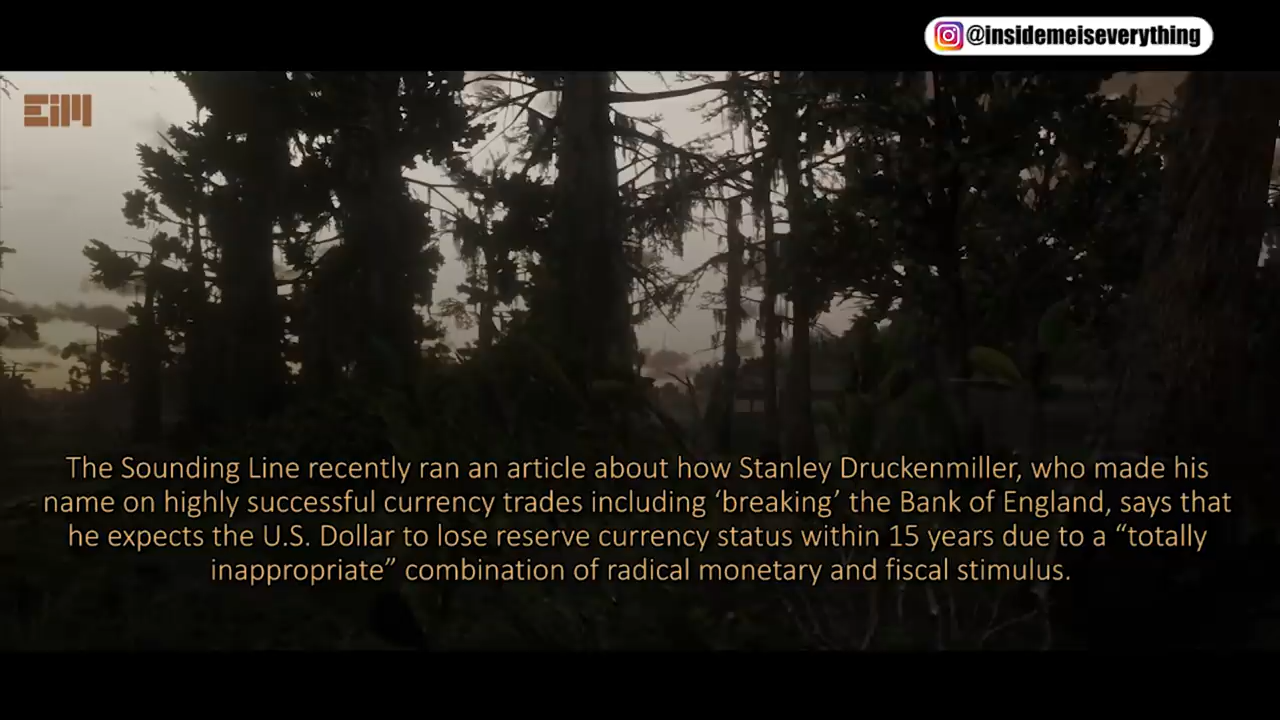 @insidemeiseverything
EiM
The Sounding Line recently ran an article about how Stanley Druckenmiller, who made his
name on highly successful currency trades including ‘breaking’ the Bank of England, says that
he expects the U.S. Dollar to lose reserve currency status within 15 years due to a “totally
inappropriate” combination of radical monetary and fiscal stimulus.